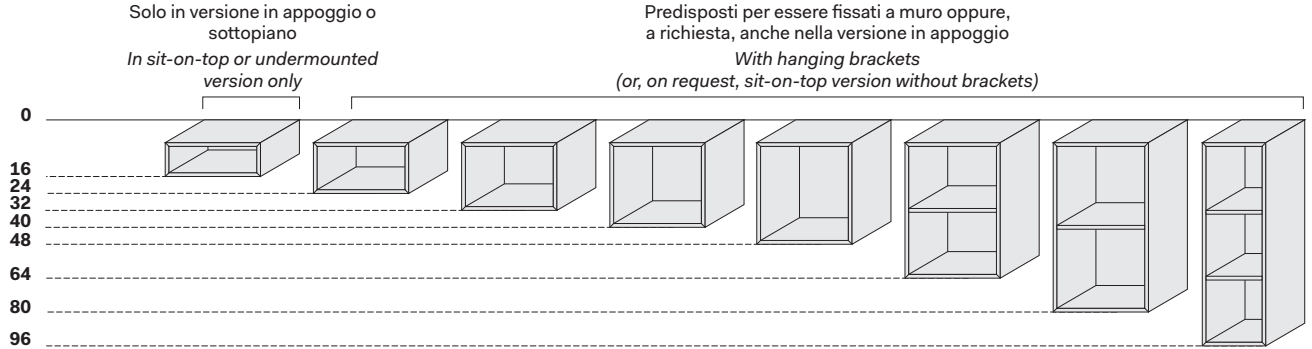 Solo in versione in appoggio o
sottopiano
In sit-on-top or undermounted
version only
Predisposti per essere fissati a muro oppure,
a richiesta, anche nella versione in appoggio
With hanging brackets
(or, on request, sit-on-top version without brackets)
0
16
24
32
40
48
64
80
96